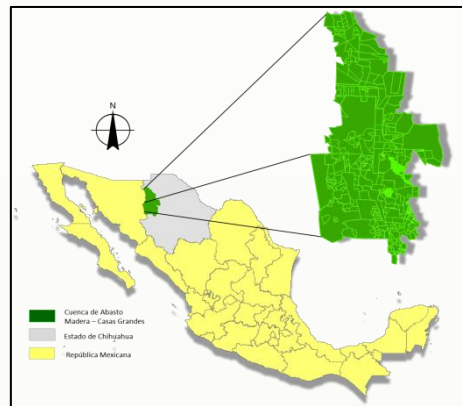 N
Cuenca de Abasto
Madera – Casas Grandes
Estado de Chihuahua
República Mexicana